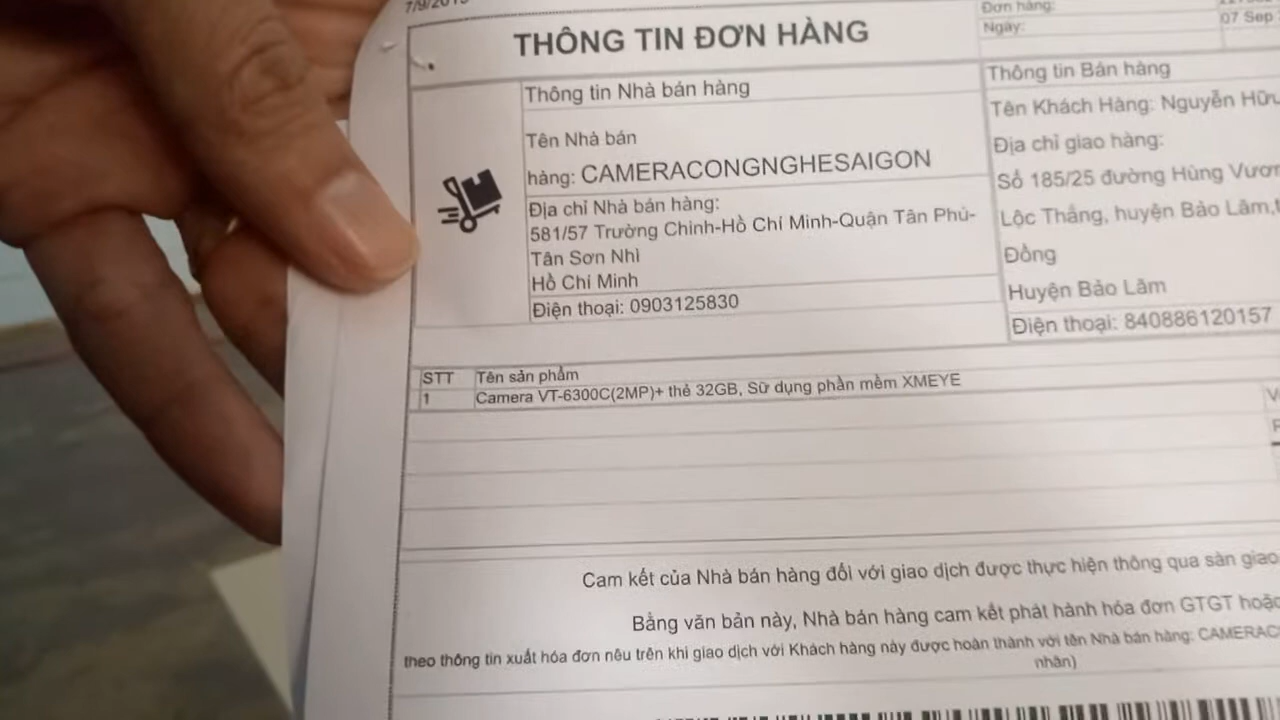 7/9/2015
THÔNG TIN ĐƠN HÀNG
Đơn hàng:
Ngày:
07 Sep
Thông tin Nhà bán hàng
Tên Nhà bán
hàng: CAMERACONGNGHESAIGON
Địa chỉ Nhà bán hàng:
581/57 Trường Chinh-Hồ Chí Minh-Quận Tân Phú-
Tân Sơn Nhì
Hồ Chí Minh
Điện thoại: 0903125830
Thông tin Bán hàng
Tên Khách Hàng: Nguyễn Hữu
Địa chỉ giao hàng:
Số 185/25 đường Hùng Vươn
Lộc Thắng, huyện Bảo Lâm,t
Đồng
Huyện Bảo Lâm
Điện thoại: 840886120157
STT Tên sản phẩm
1 Camera VT-6300C(2MP)+ thẻ 32GB, Sử dụng phần mềm XMEYE
Cam kết của Nhà bán hàng đối với giao dịch được thực hiện thông qua sàn giao
Bằng văn bản này, Nhà bán hàng cam kết phát hành hóa đơn GTGT hoặc
theo thông tin xuất hóa đơn nêu trên khi giao dịch với Khách hàng này được hoàn thành với tên Nhà bán hàng: CAMERAC
nhân)